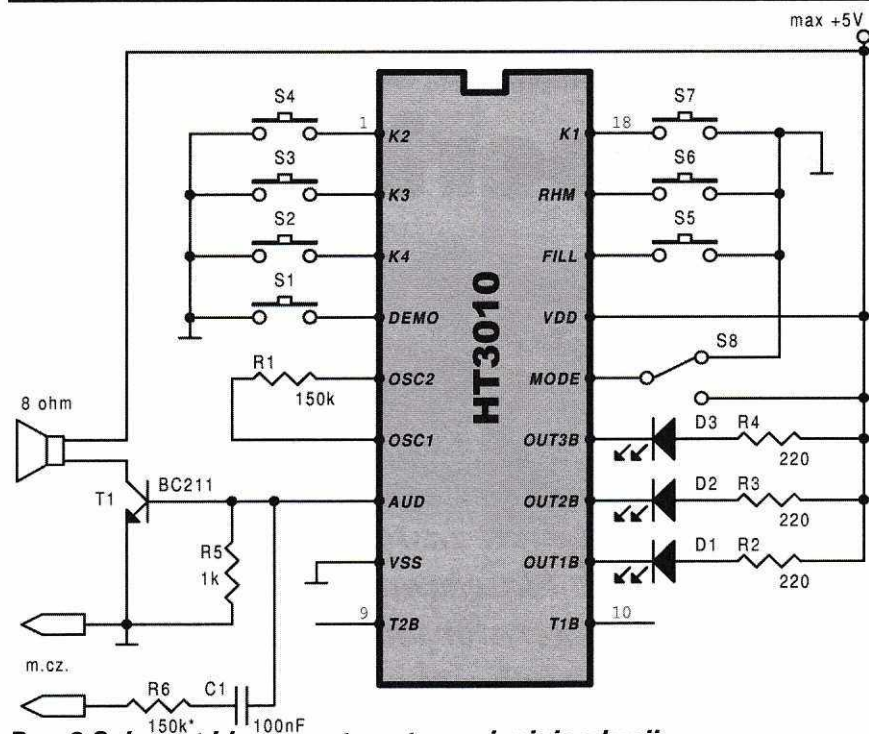 max +5V
S4
1
K2
S3
K3
S2
K4
S1
DEMO
R1
150k
OSC2
OSC1
8 ohm
T1
BC211
AUD
R5
1k
VSS
9
T2B
m.cz.
R6
150k*
C1
100nF
HT3010
S7
18
K1
S6
RHM
S5
FILL
VDD
S8
MODE
D3
R4
OUT3B
220
D2
R3
OUT2B
220
D1
R2
OUT1B
220
10
T1B